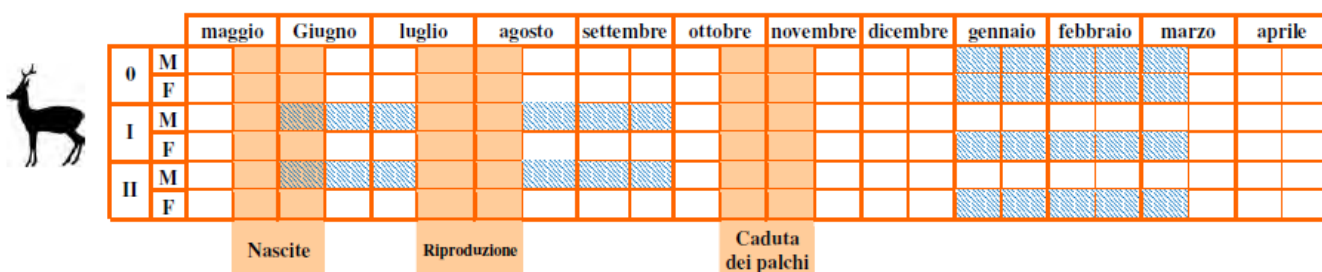 maggio Giugno luglio agosto settembre ottobre novembre dicembre gennaio febbraio marzo aprile
0 M
F
I M
F
II M
F
Nascite Riproduzione Caduta
dei palchi